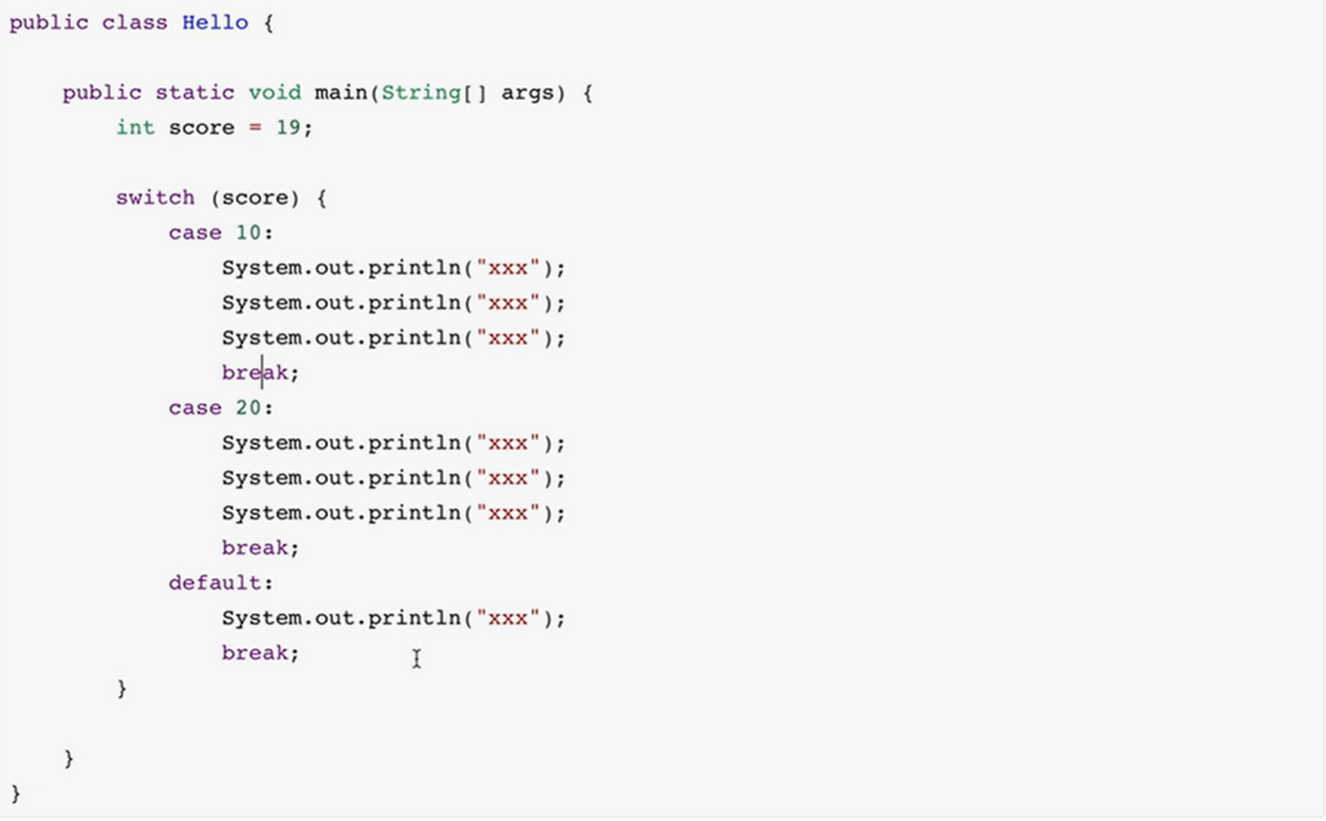 public class Hello {
    public static void main(String[] args) {
        int score = 19;
        switch (score) {
            case 10:
                System.out.println("xxx");
                System.out.println("xxx");
                System.out.println("xxx");
                break;
            case 20:
                System.out.println("xxx");
                System.out.println("xxx");
                System.out.println("xxx");
                break;
            default:
                System.out.println("xxx");
                break;
        }
    }
}